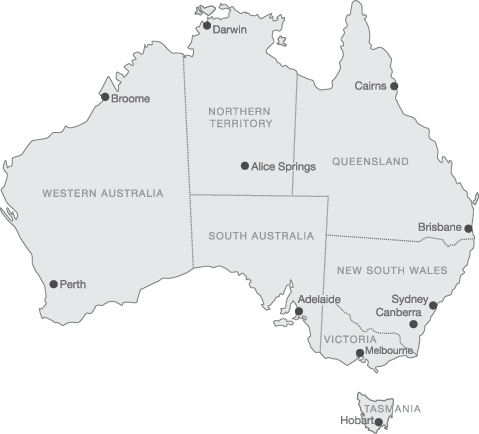 Darwin
Cairns
Broome
NORTHERN
TERRITORY
Alice Springs
QUEENSLAND
WESTERN AUSTRALIA
Brisbane
SOUTH AUSTRALIA
NEW SOUTH WALES
Perth
Adelaide
Sydney
Canberra
VICTORIA
Melbourne
TASMANIA
Hobart